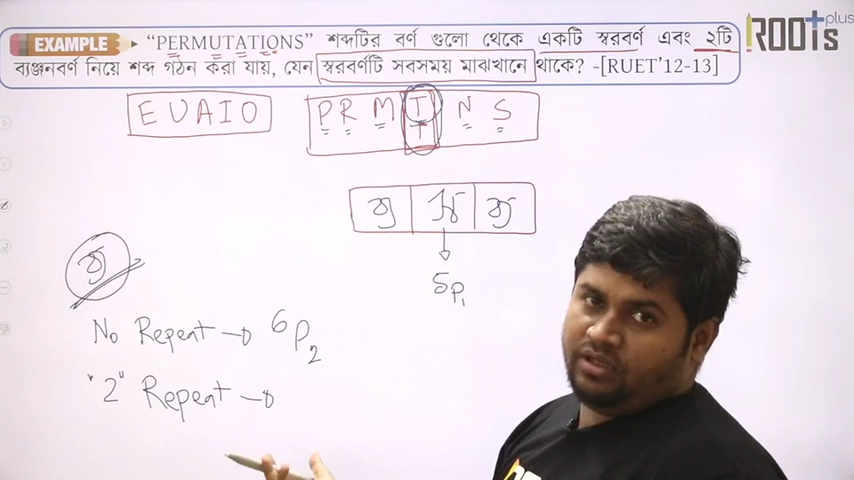 EXAMPLE "PERMUTATIONS" শব্দটির বর্ণ গুলো থেকে একটি স্বরবর্ণ এবং ২টি
ব্যঞ্জনবর্ণ নিয়ে শব্দ গঠন করা যায়, যেন স্বরবর্ণটি সবসময় মাঝখানে থাকে? -[RUET'12-13]
ROOTs plus
E U A I O
P R M T N S
T
ব্য স্ব ব্য
5P1
ব্য
No Repeat → 6P2
"2" Repeat →